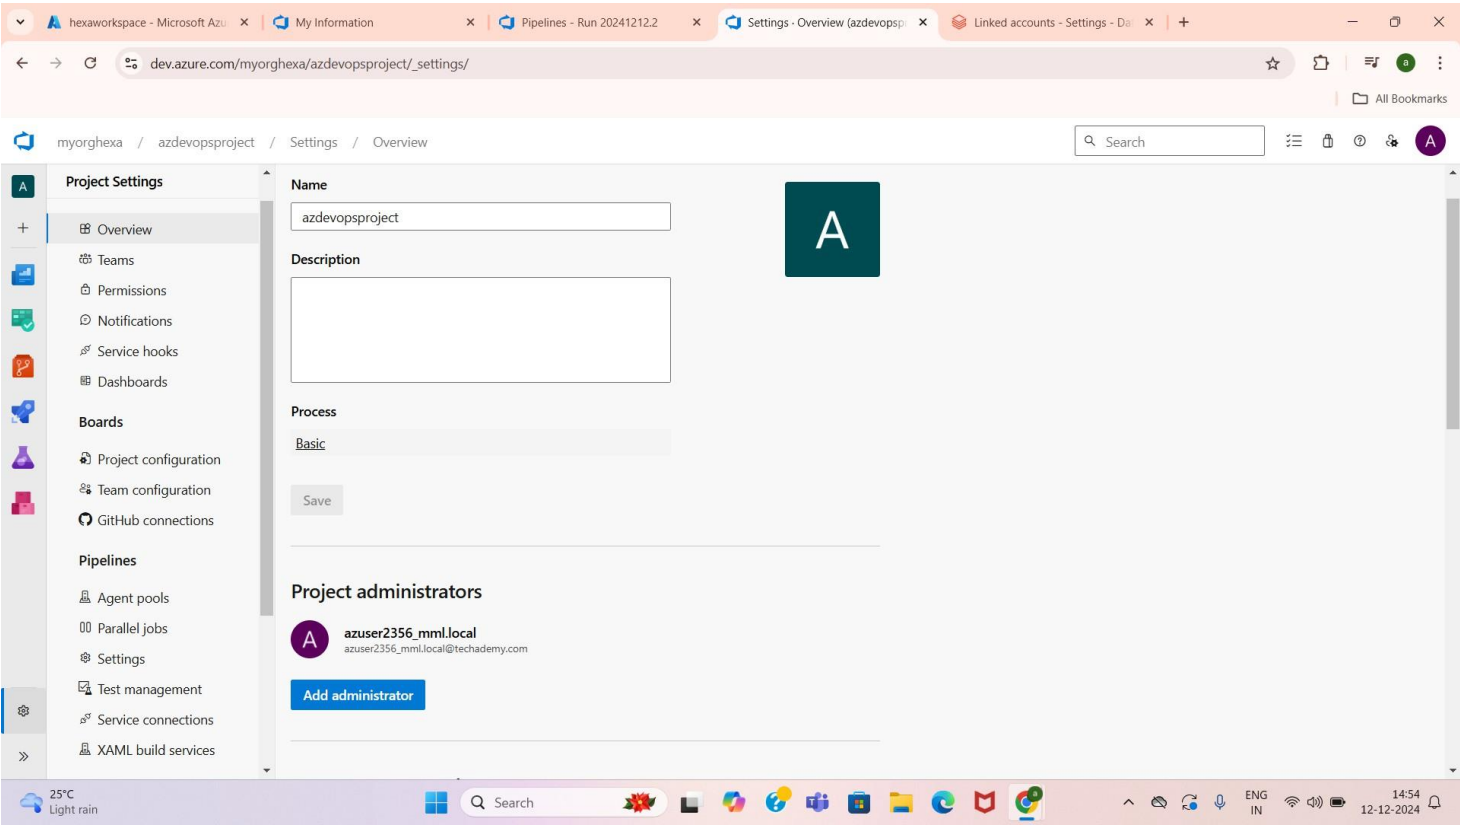 hexaworkspace - Microsoft Azu
My Information
Pipelines - Run 20241212.2
Settings · Overview (azdevopsp
Linked accounts - Settings - Da
dev.azure.com/myorghexa/azdevopsproject/_settings/
a
All Bookmarks
myorghexa / azdevopsproject / Settings / Overview
Search
A
A
Project Settings
Overview
Teams
Permissions
Notifications
Service hooks
Dashboards
Boards
Project configuration
Team configuration
GitHub connections
Pipelines
Agent pools
Parallel jobs
Settings
Test management
Service connections
XAML build services
Name
azdevopsproject
A
Description
Process
Basic
Save
Project administrators
A
azuser2356_mml.local
azuser2356_mml.local@techademy.com
Add administrator
25°C
Light rain
Search
ENG
IN
14:54
12-12-2024